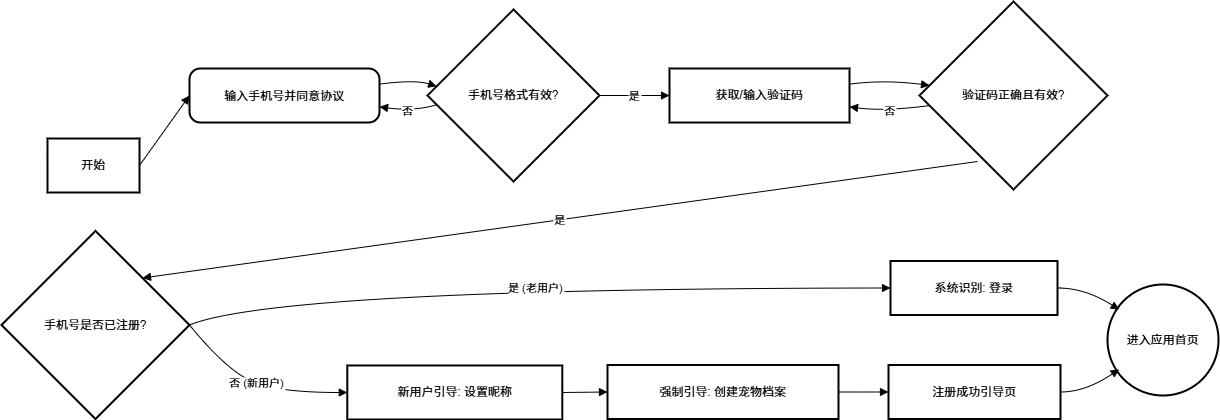 开始
输入手机号并同意协议
否
手机号格式有效?
是
获取/输入验证码
否
验证码正确且有效?
是
手机号是否已注册?
是 (老用户)
系统识别: 登录
否 (新用户)
新用户引导: 设置昵称
强制引导: 创建宠物档案
注册成功引导页
进入应用首页